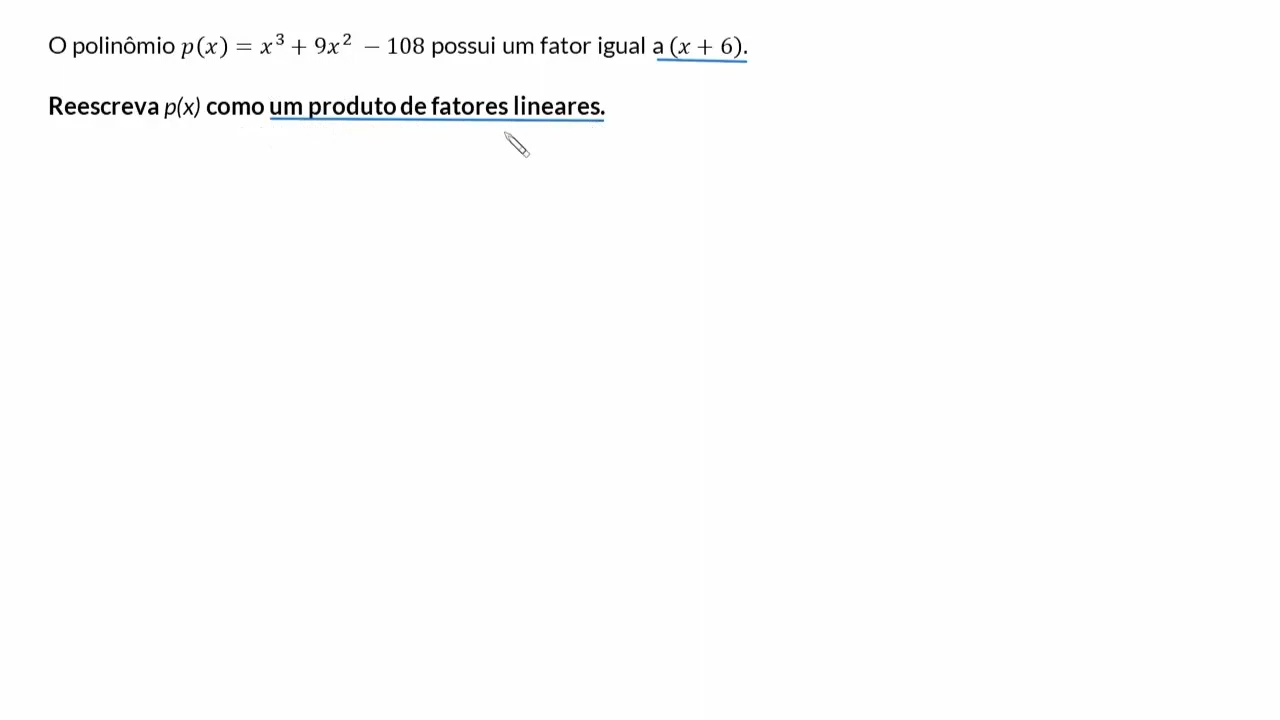 O polinômio p(x) = x³ + 9x² − 108 possui um fator igual a (x + 6).
Reescreva p(x) como um produto de fatores lineares.